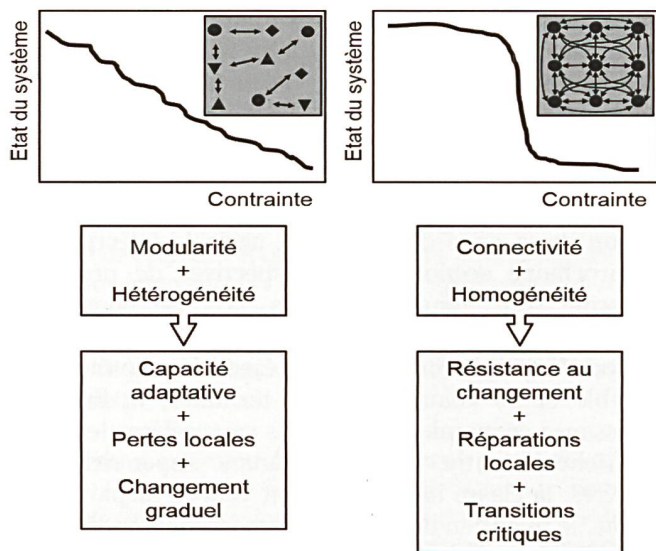 Etat du système
Contrainte
Modularité
+
Hétérogénéité
Capacité
adaptative
+
Pertes locales
+
Changement
graduel
Etat du système
Contrainte
Connectivité
+
Homogénéité
Résistance au
changement
+
Réparations
locales
+
Transitions
critiques